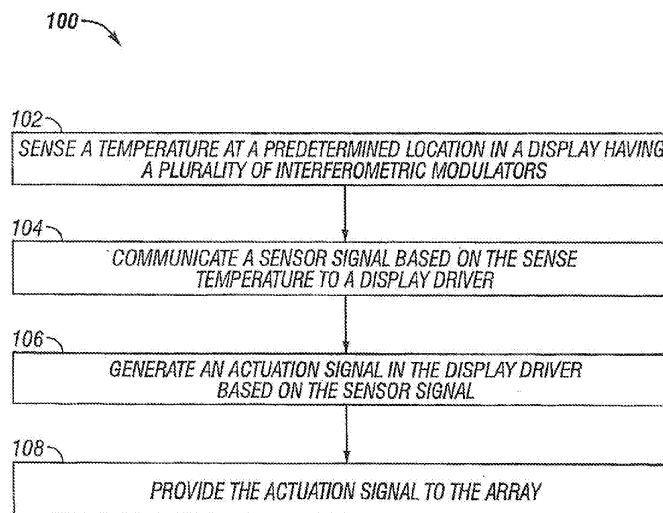 100
102
SENSE A TEMPERATURE AT A PREDETERMINED LOCATION IN A DISPLAY HAVING
A PLURALITY OF INTERFEROMETRIC MODULATORS
104
COMMUNICATE A SENSOR SIGNAL BASED ON THE SENSE
TEMPERATURE TO A DISPLAY DRIVER
106
GENERATE AN ACTUATION SIGNAL IN THE DISPLAY DRIVER
BASED ON THE SENSOR SIGNAL
108
PROVIDE THE ACTUATION SIGNAL TO THE ARRAY